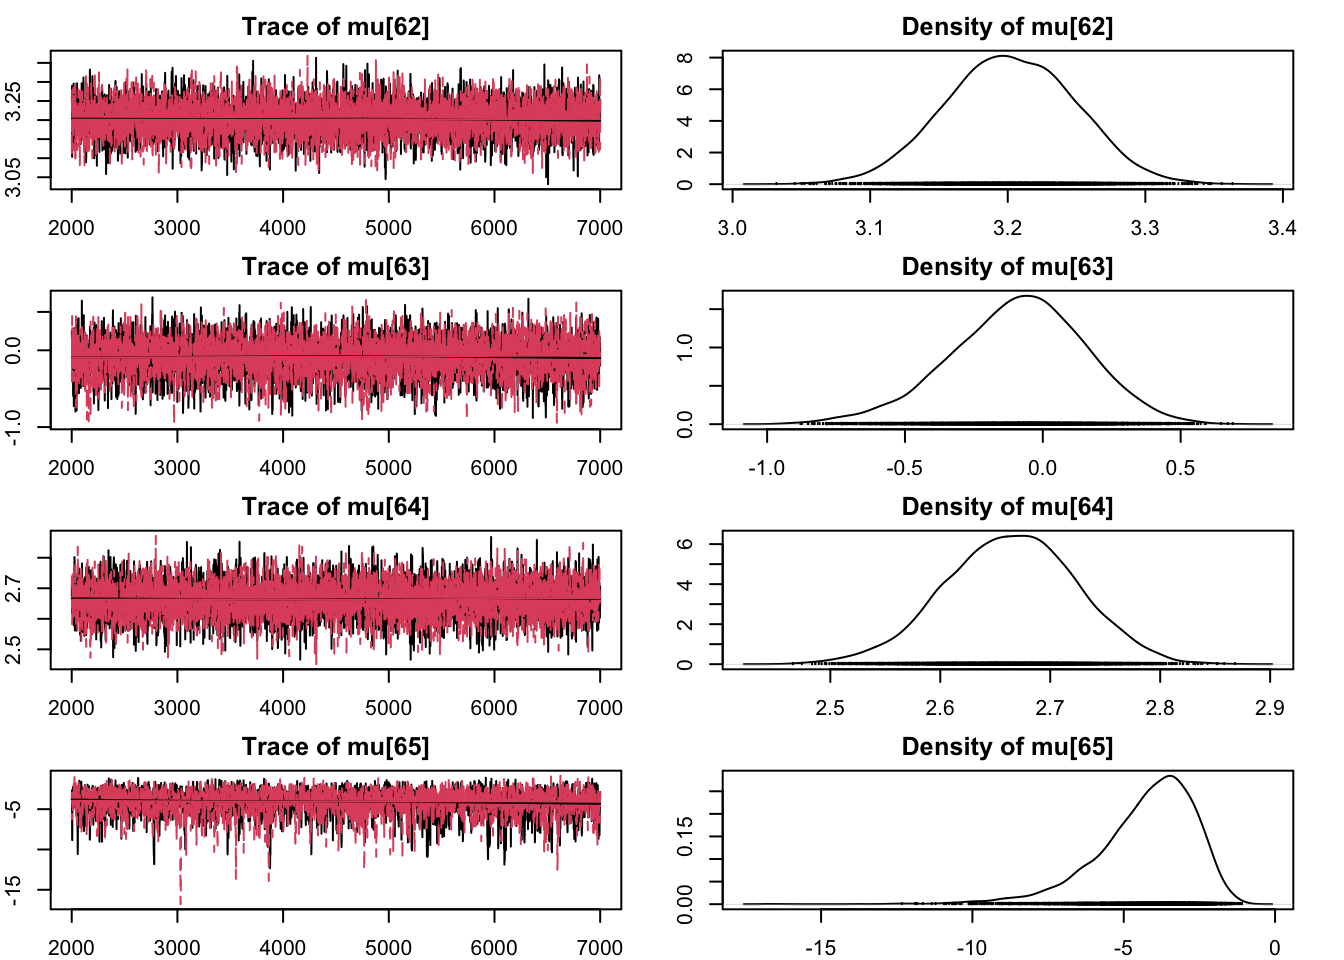 Trace of mu[62]
3.05 3.25
2000 3000 4000 5000 6000 7000
Density of mu[62]
0 2 4 6 8
3.0 3.1 3.2 3.3 3.4
Trace of mu[63]
-1.0 0.0
2000 3000 4000 5000 6000 7000
Density of mu[63]
0.0 1.0
-1.0 -0.5 0.0 0.5
Trace of mu[64]
2.5 2.7
2000 3000 4000 5000 6000 7000
Density of mu[64]
0 2 4 6
2.5 2.6 2.7 2.8 2.9
Trace of mu[65]
-15 -5
2000 3000 4000 5000 6000 7000
Density of mu[65]
0.00 0.15
-15 -10 -5 0